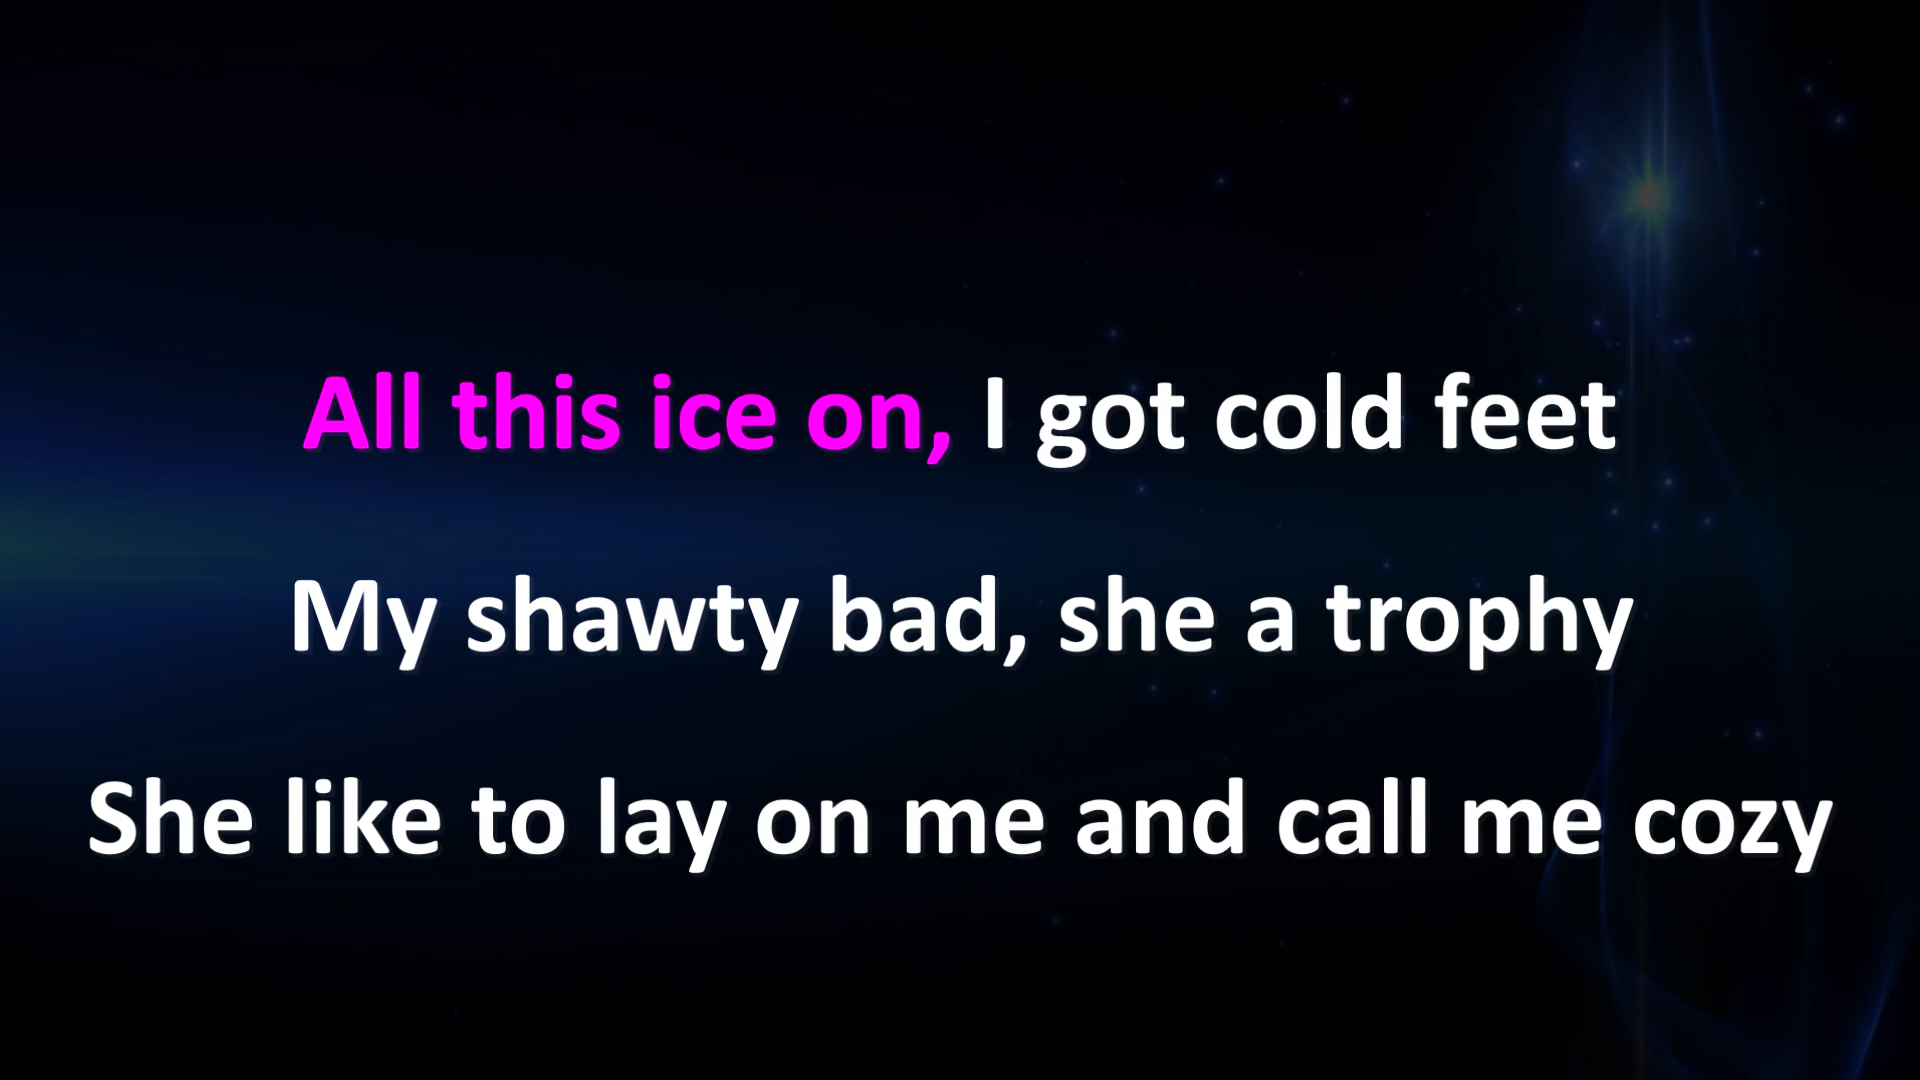 All this ice on, I got cold feet
My shawty bad, she a trophy
She like to lay on me and call me cozy